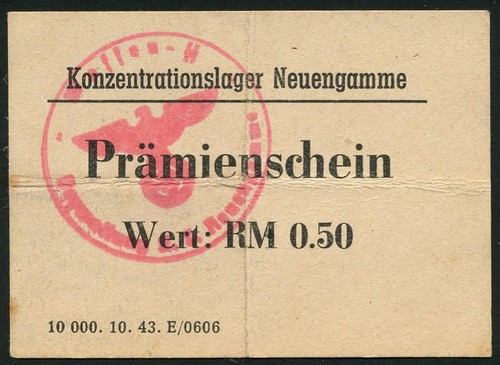 Konzentrationslager Neuengamme
Prämienschein
Wert: RM 0.50
10 000. 10. 43. E/0606